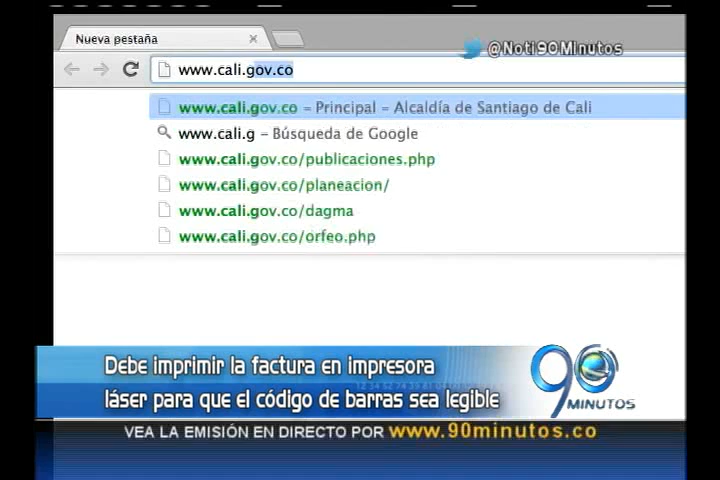 Nueva pestaña
@Noti90Minutos
www.cali.gov.co
www.cali.gov.co – Principal – Alcaldía de Santiago de Cali
www.cali.g – Búsqueda de Google
www.cali.gov.co/publicaciones.php
www.cali.gov.co/planeacion/
www.cali.gov.co/dagma
www.cali.gov.co/orfeo.php
Debe imprimir la factura en impresora
láser para que el código de barras sea legible
90 MINUTOS
VEA LA EMISIÓN EN DIRECTO POR www.90minutos.co